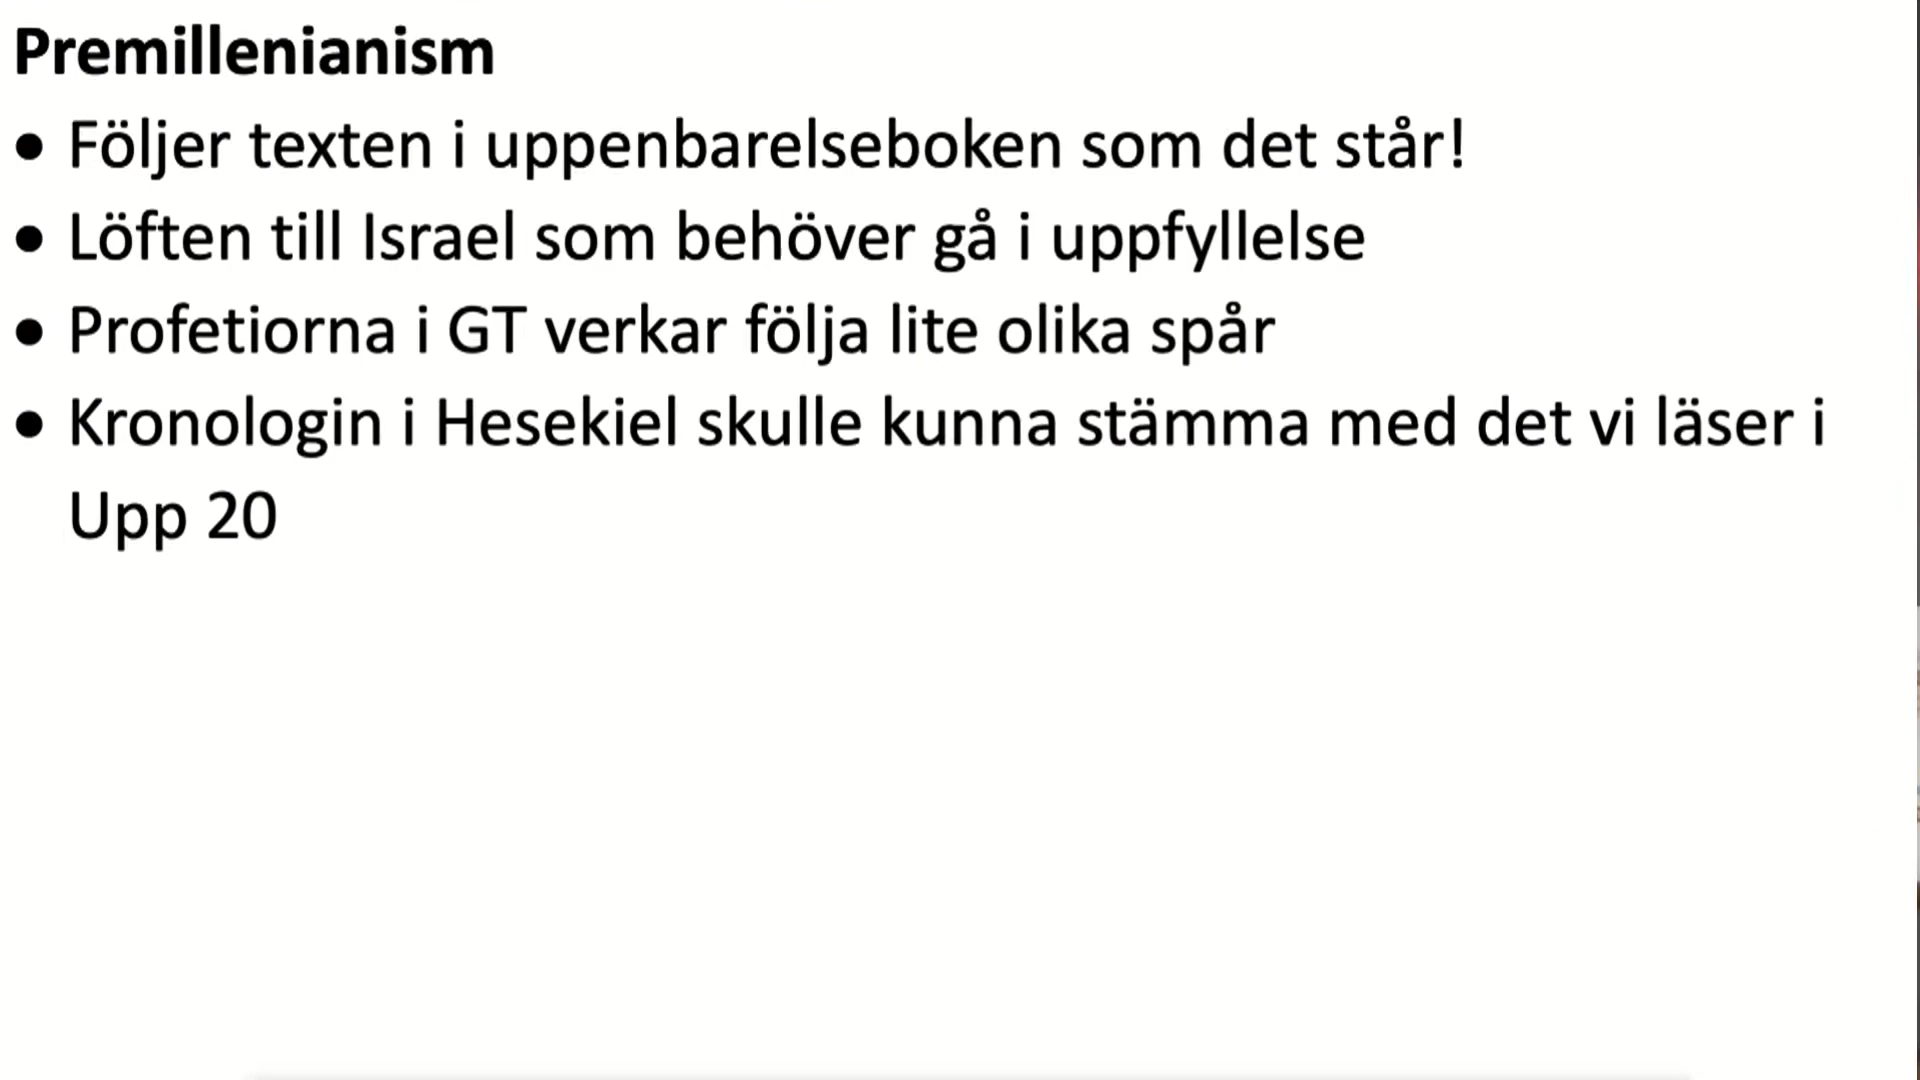 Premillenianism
• Följer texten i uppenbarelseboken som det står!
• Löften till Israel som behöver gå i uppfyllelse
• Profetiorna i GT verkar följa lite olika spår
• Kronologin i Hesekiel skulle kunna stämma med det vi läser i
Upp 20